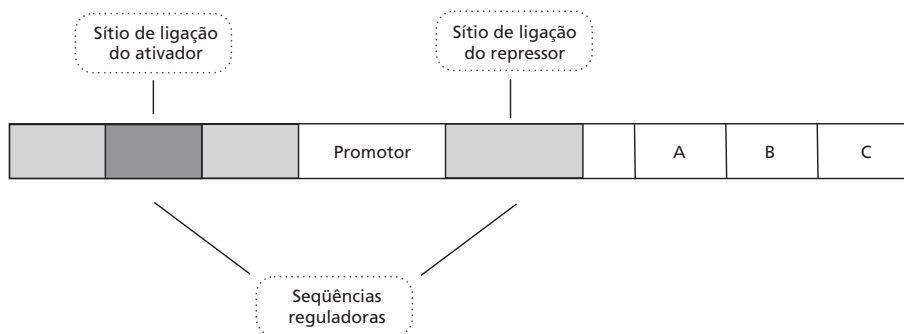 Sítio de ligação
do ativador
Sítio de ligação
do repressor
Promotor
A
B
C
Seqüências
reguladoras